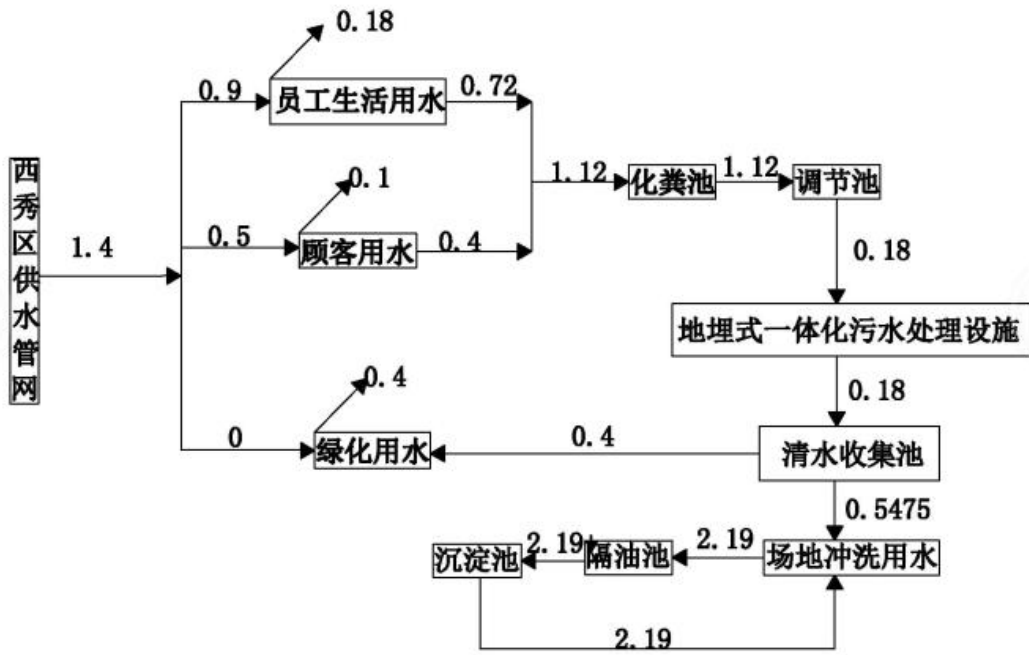 0.18
0.9
员工生活用水
0.72
西秀区供水管网
1.4
0.1
0.5
顾客用水
0.4
1.12
化粪池
1.12
调节池
0.18
地埋式一体化污水处理设施
0.18
0.4
0
绿化用水
0.4
清水收集池
0.5475
沉淀池
2.19
隔油池
2.19
场地冲洗用水
2.19